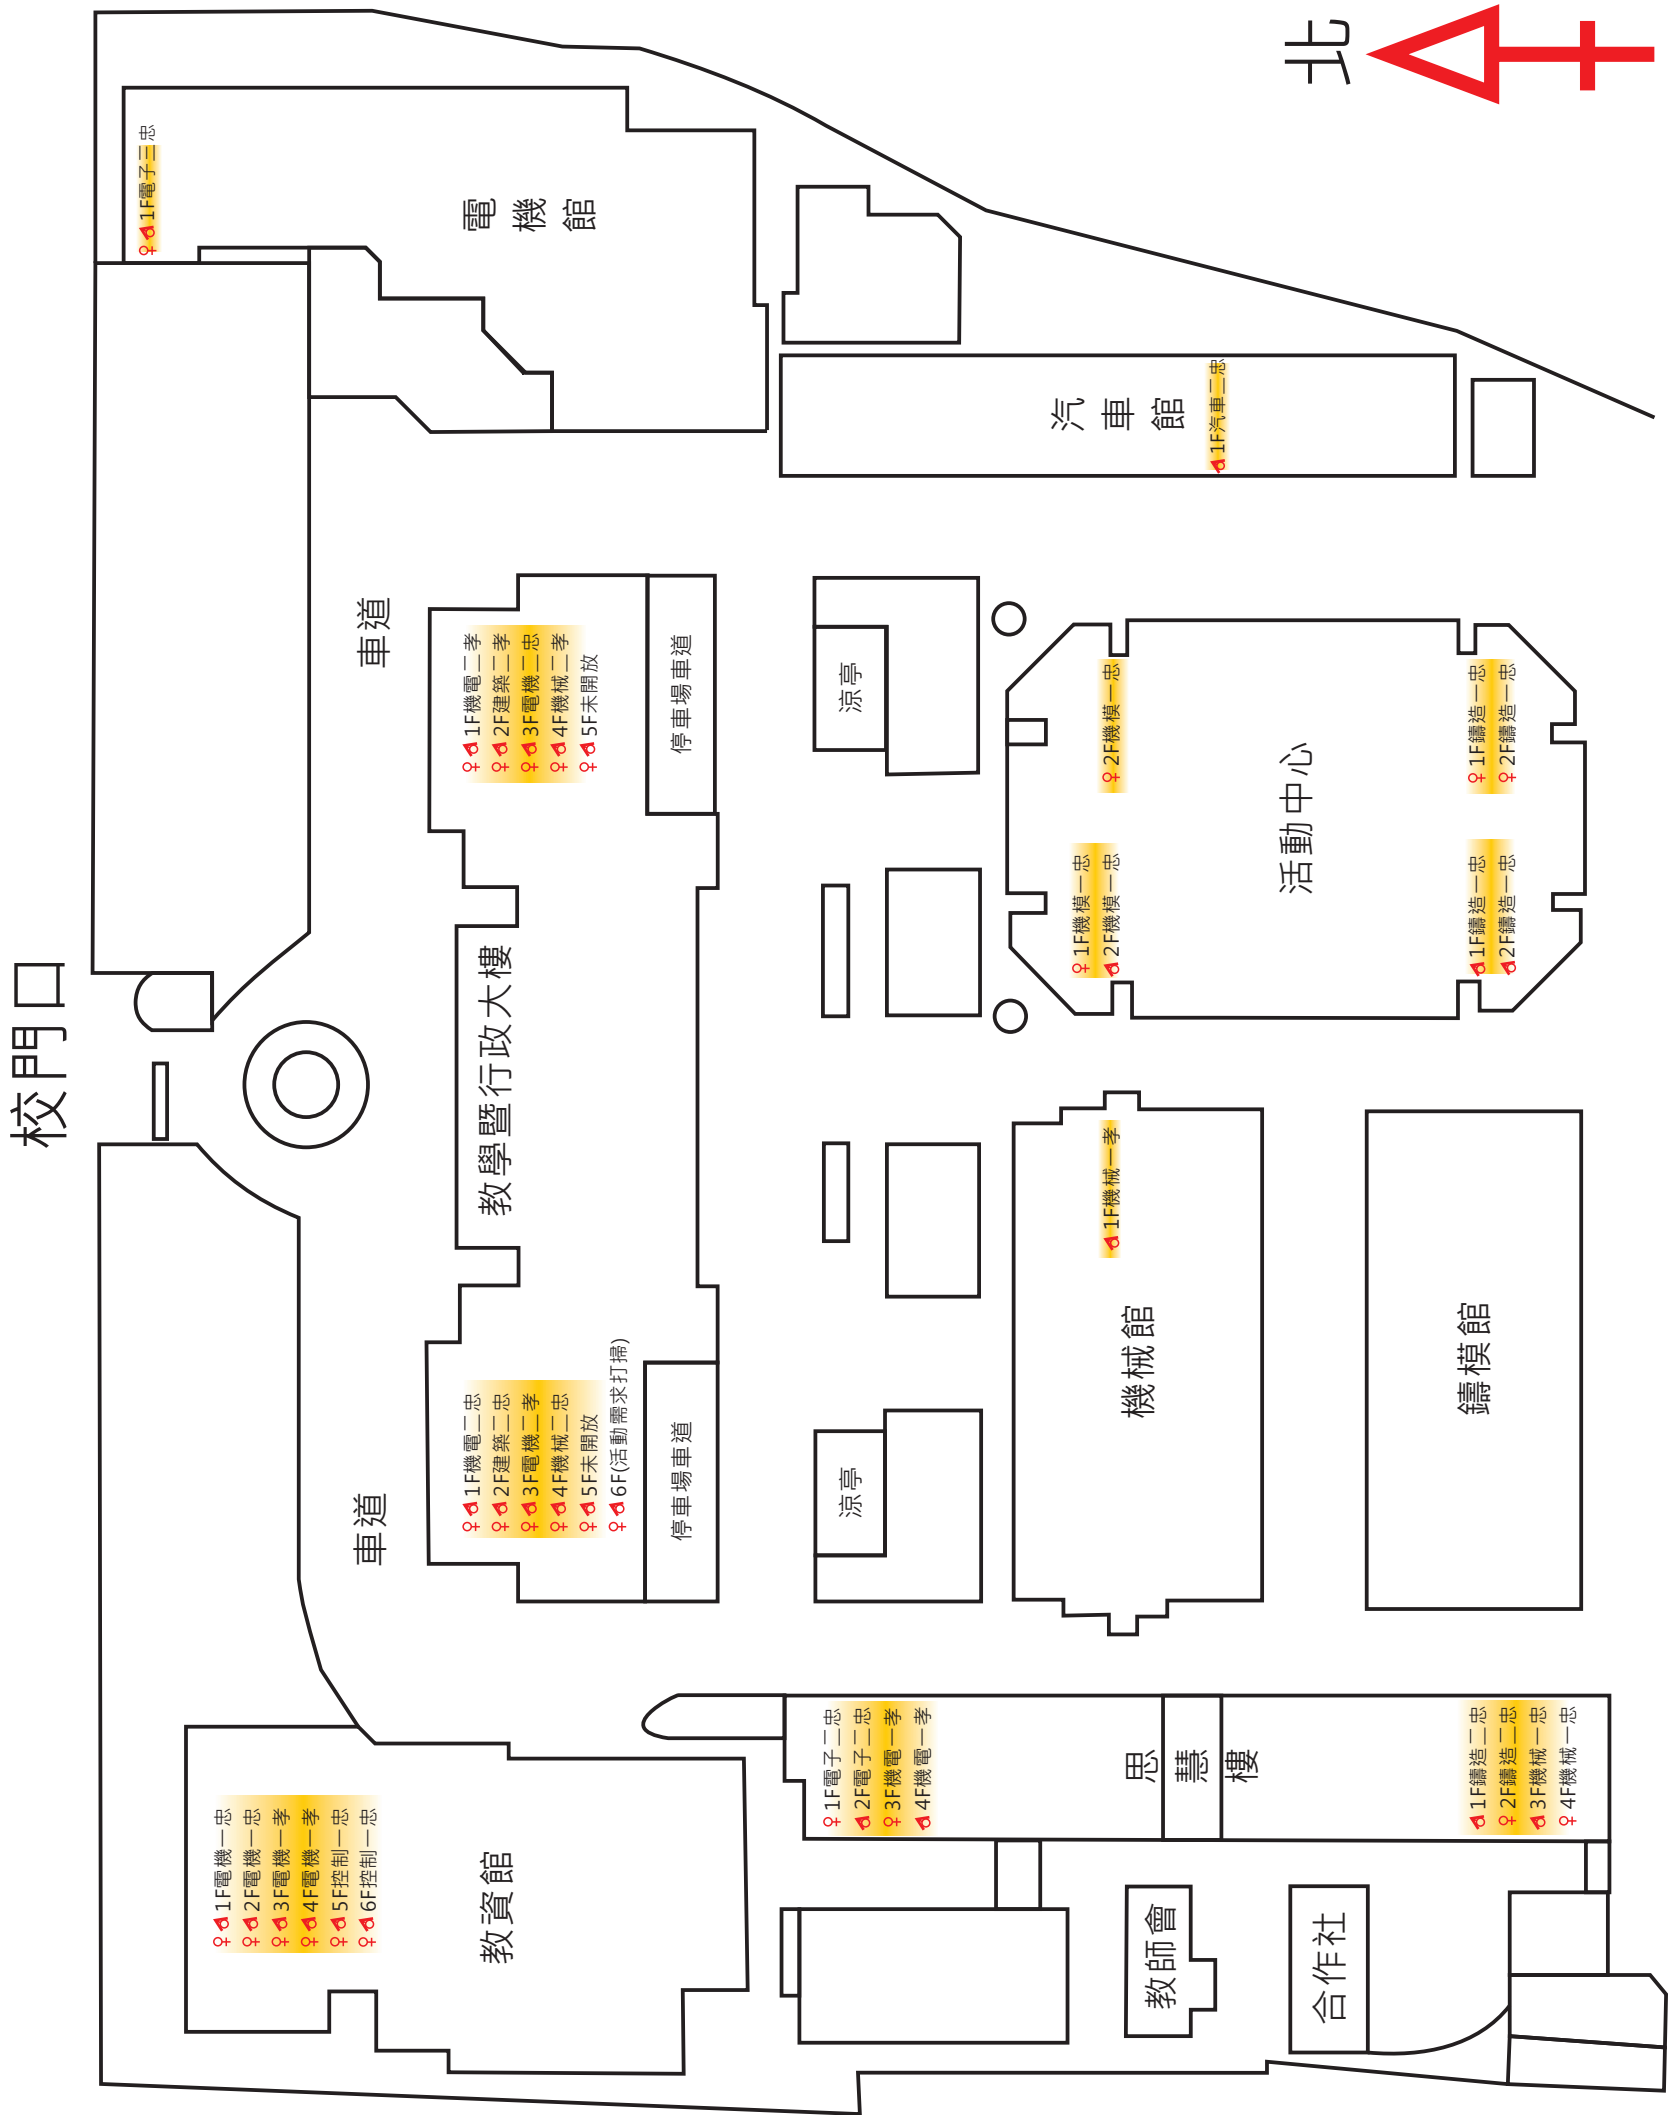 北
校門口
1F電子三忠
電機館
汽車館
1F汽車二忠
車道
1F機電二孝
2F建築二孝
3F電機二忠
4F機械二孝
5F未開放
停車場車道
涼亭
2F機模一忠
1F鑄造一忠
2F鑄造一忠
活動中心
1F機模一忠
2F機模一忠
1F鑄造一忠
2F鑄造一忠
教學暨行政大樓
1F機械一孝
機械館
鑄模館
車道
1F機電二忠
2F建築二忠
3F電機二孝
4F機械二忠
5F未開放
6F(活動需求打掃)
停車場車道
涼亭
1F電子二忠
2F電子二忠
3F機電一孝
4F機電一孝
思慧樓
1F鑄造二忠
2F鑄造二忠
3F機械一忠
4F機械一忠
1F電機一忠
2F電機一忠
3F電機一孝
4F電機一孝
5F控制一忠
6F控制一忠
教資館
教師會
合作社